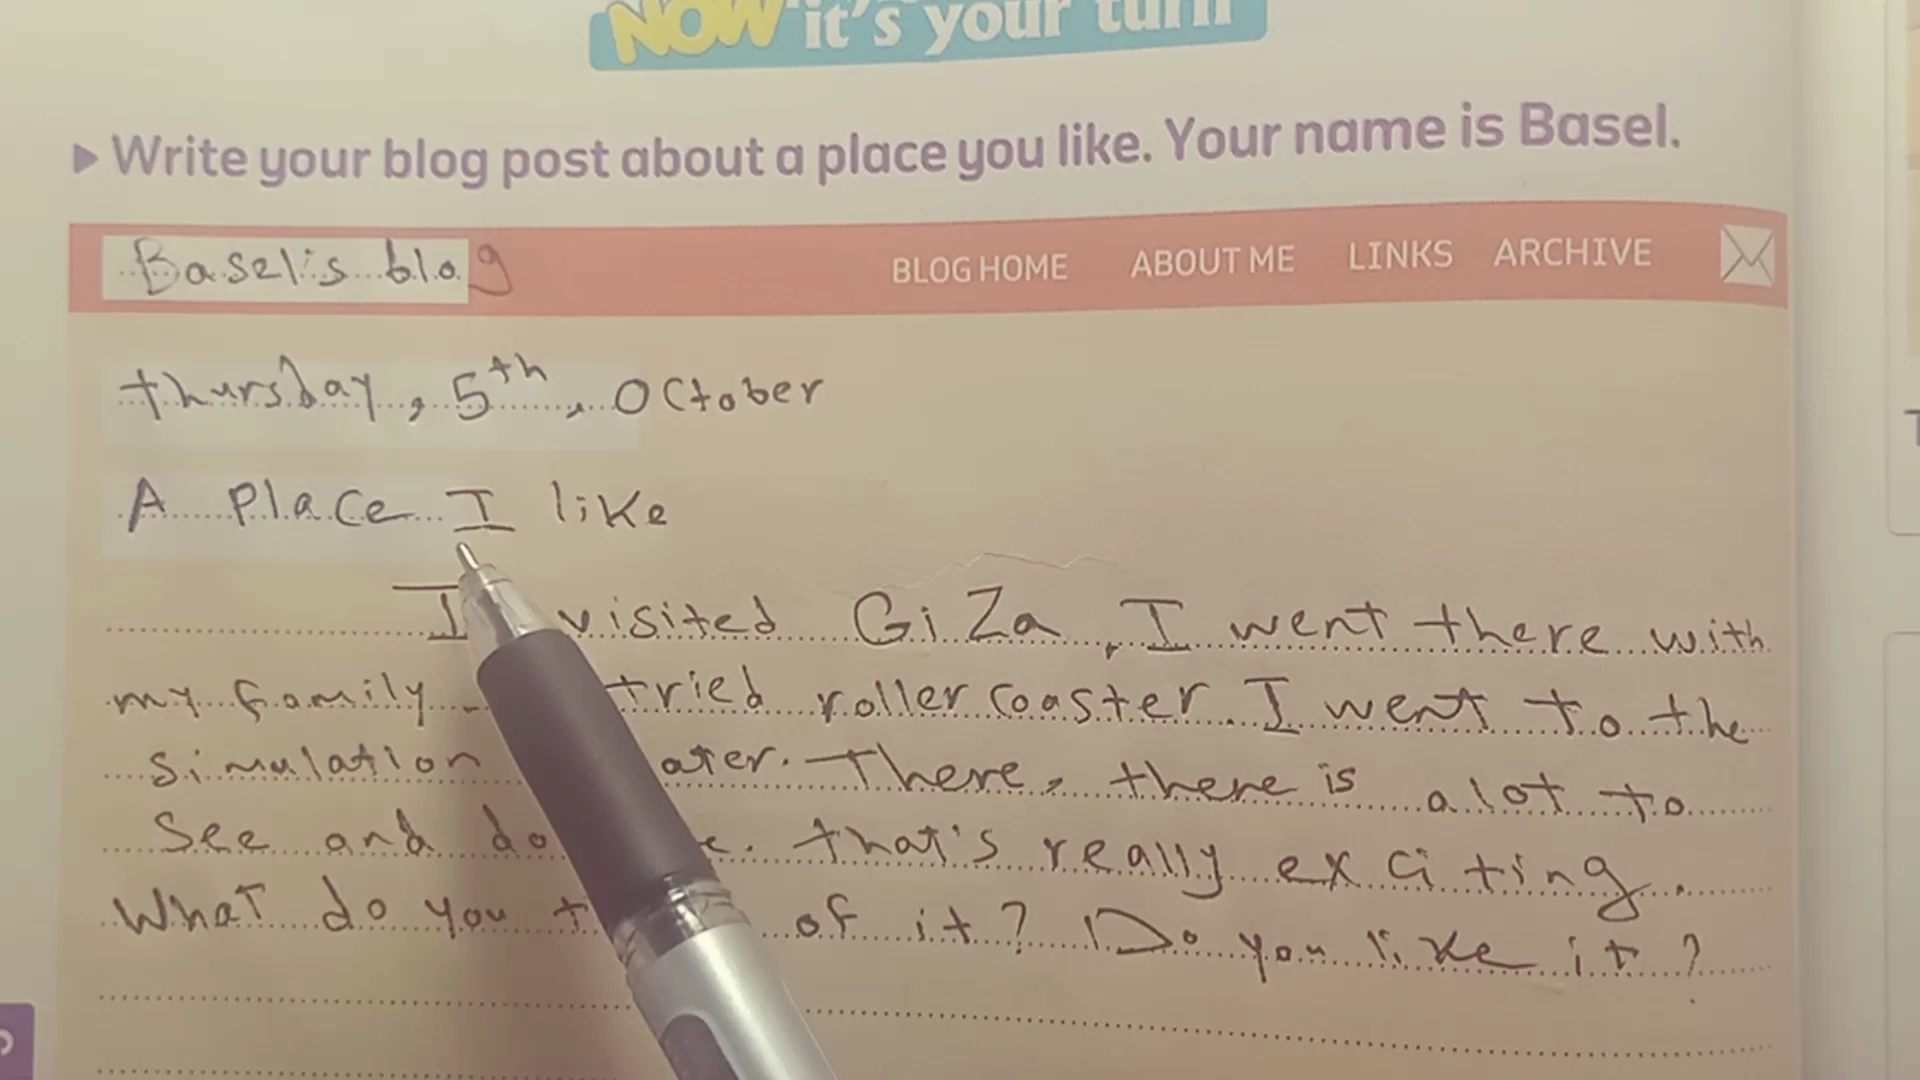 NOW it's your turn
Write your blog post about a place you like. Your name is Basel.
Basel's blog
BLOG HOME ABOUT ME LINKS ARCHIVE
thursday, 5th, October
A Place I like
I visited GiZa, I went there with
my family. tried roller coaster. I went to the
simulation There, there is a lot to
See and do that's really exciting.
What do you of it? Do you like it?